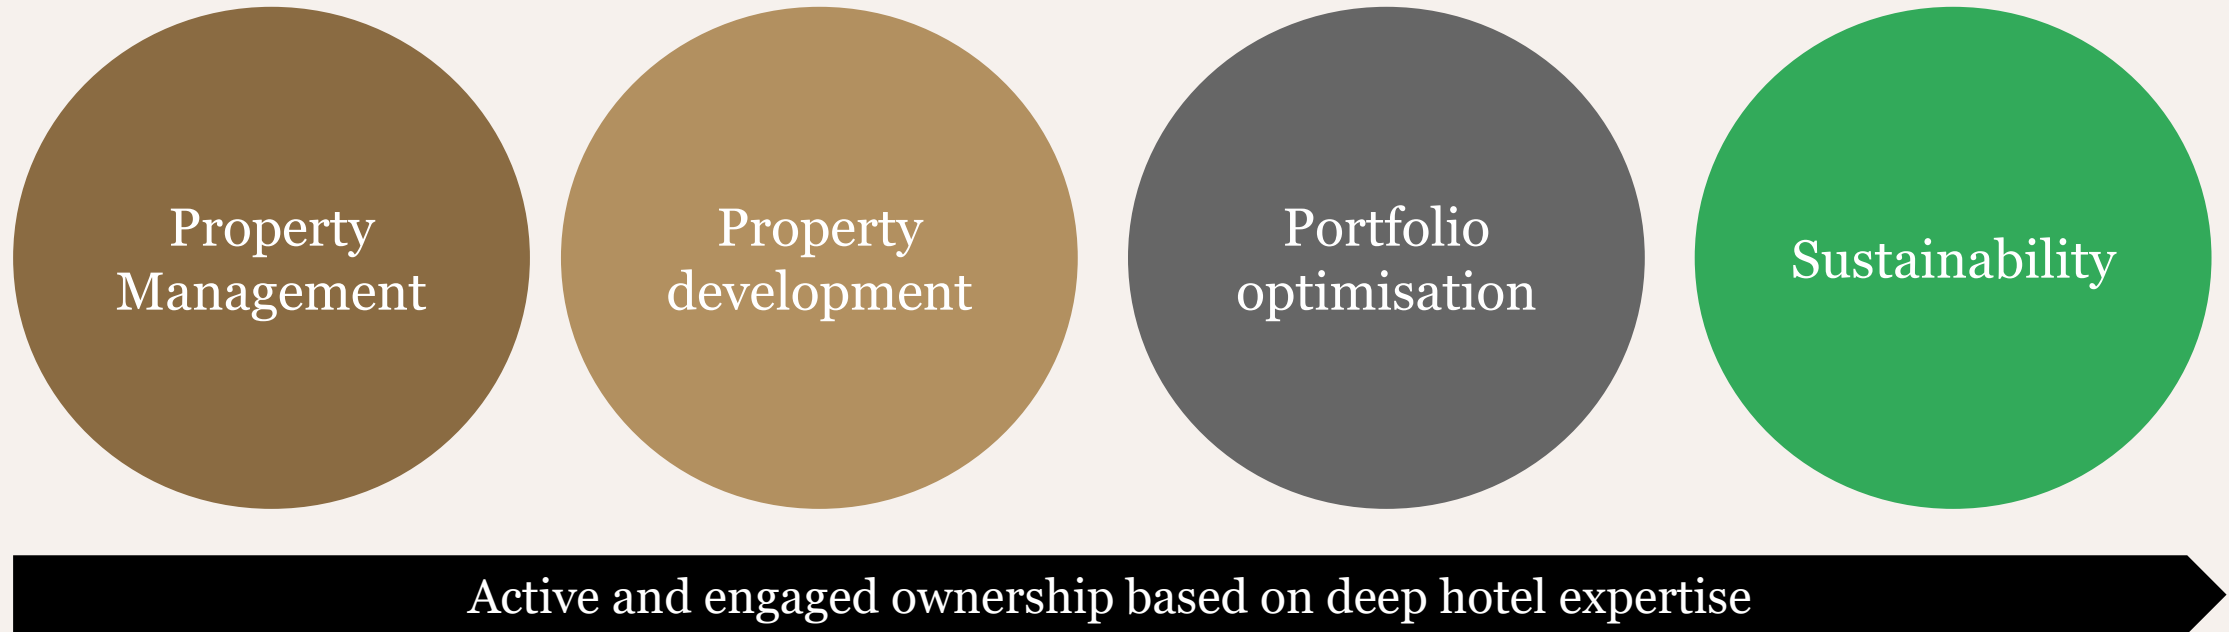 Property
Management
Property
development
Portfolio
optimisation
Sustainability
Active and engaged ownership based on deep hotel expertise